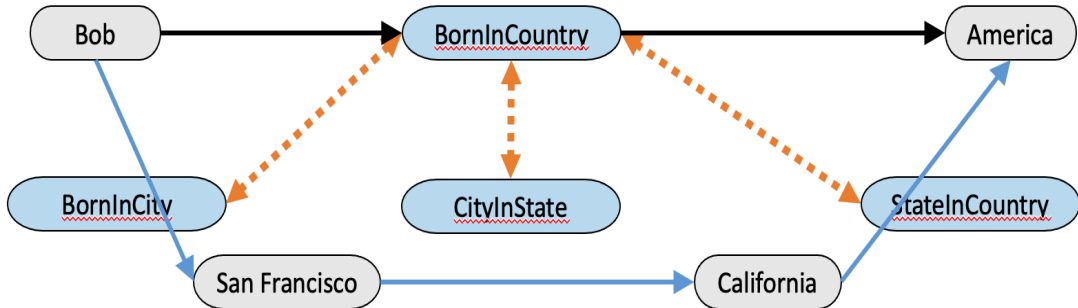 Bob
BornInCountry
America
BornInCity
CityInState
StateInCountry
San Francisco
California